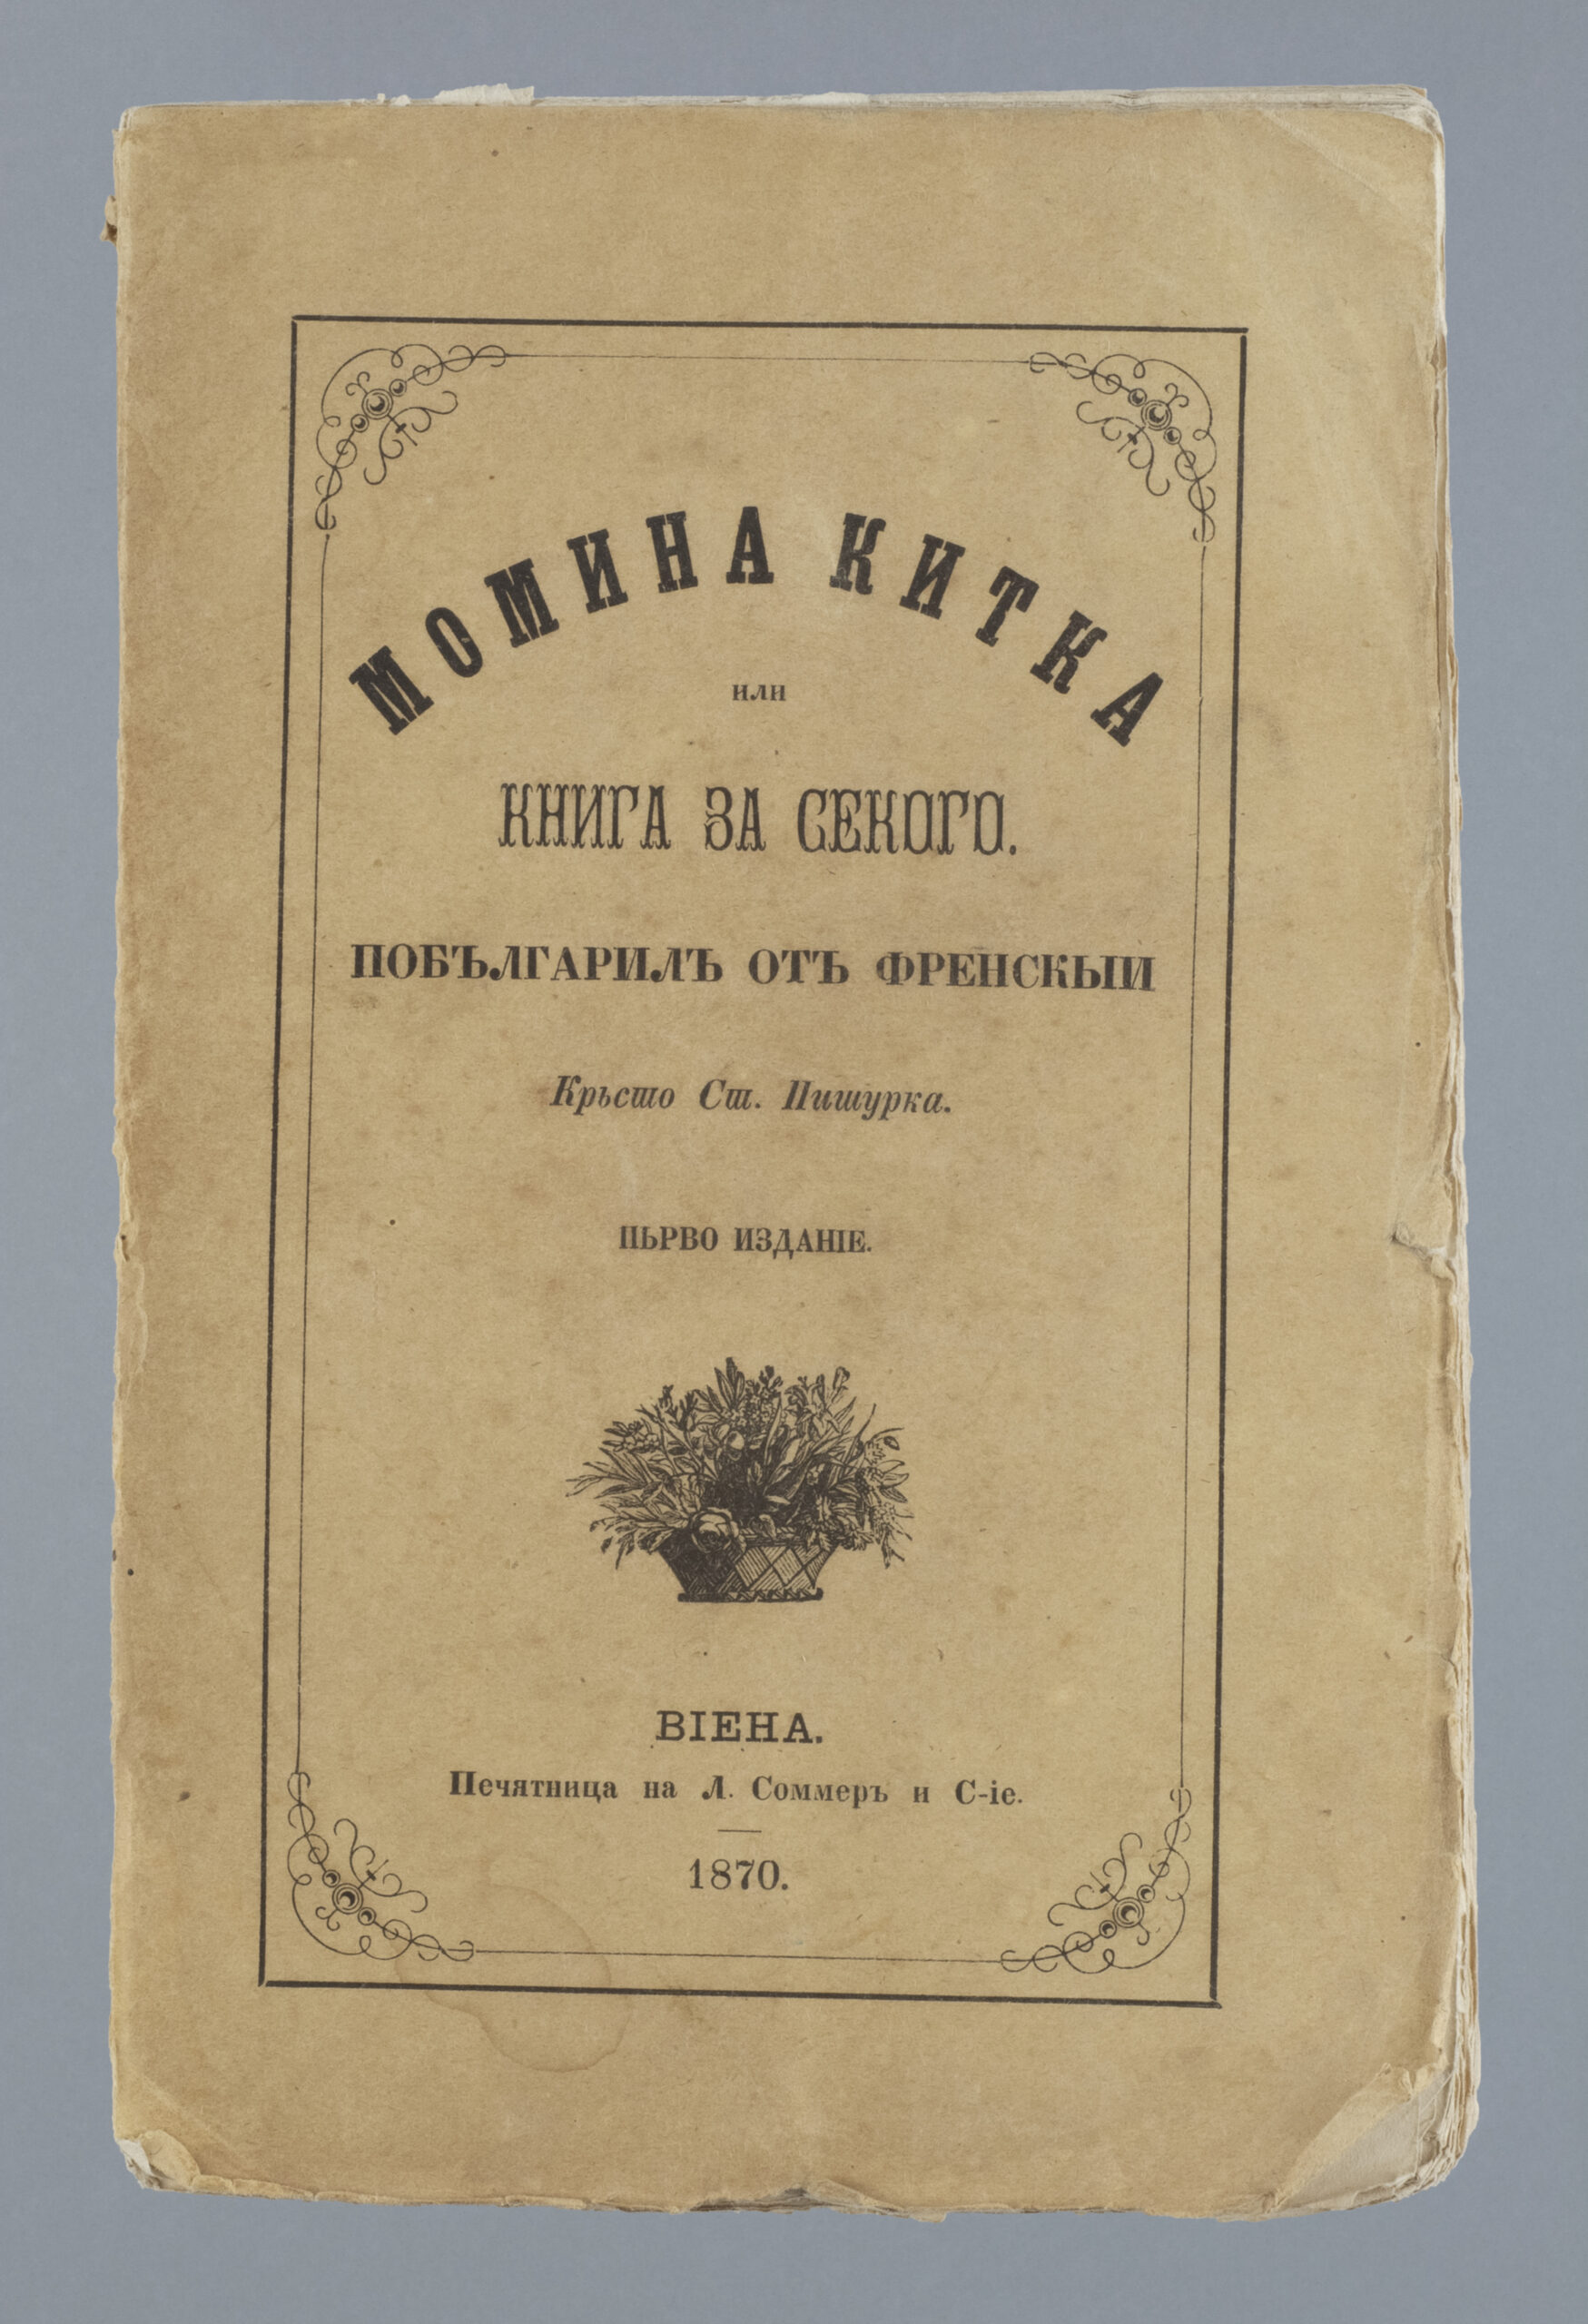 МОМИНА КИТКА
или
КНИГА ЗА СЕКОГО.
ПОБЪЛГАРИЛЪ ОТЪ ФРЕНСКЫЙ
Крьсто Ст. Пишурка.
ПЬРВО ИЗДАНІЕ.
ВІЕНА.
Печятница на Л. Соммеръ и С-іе.
1870.